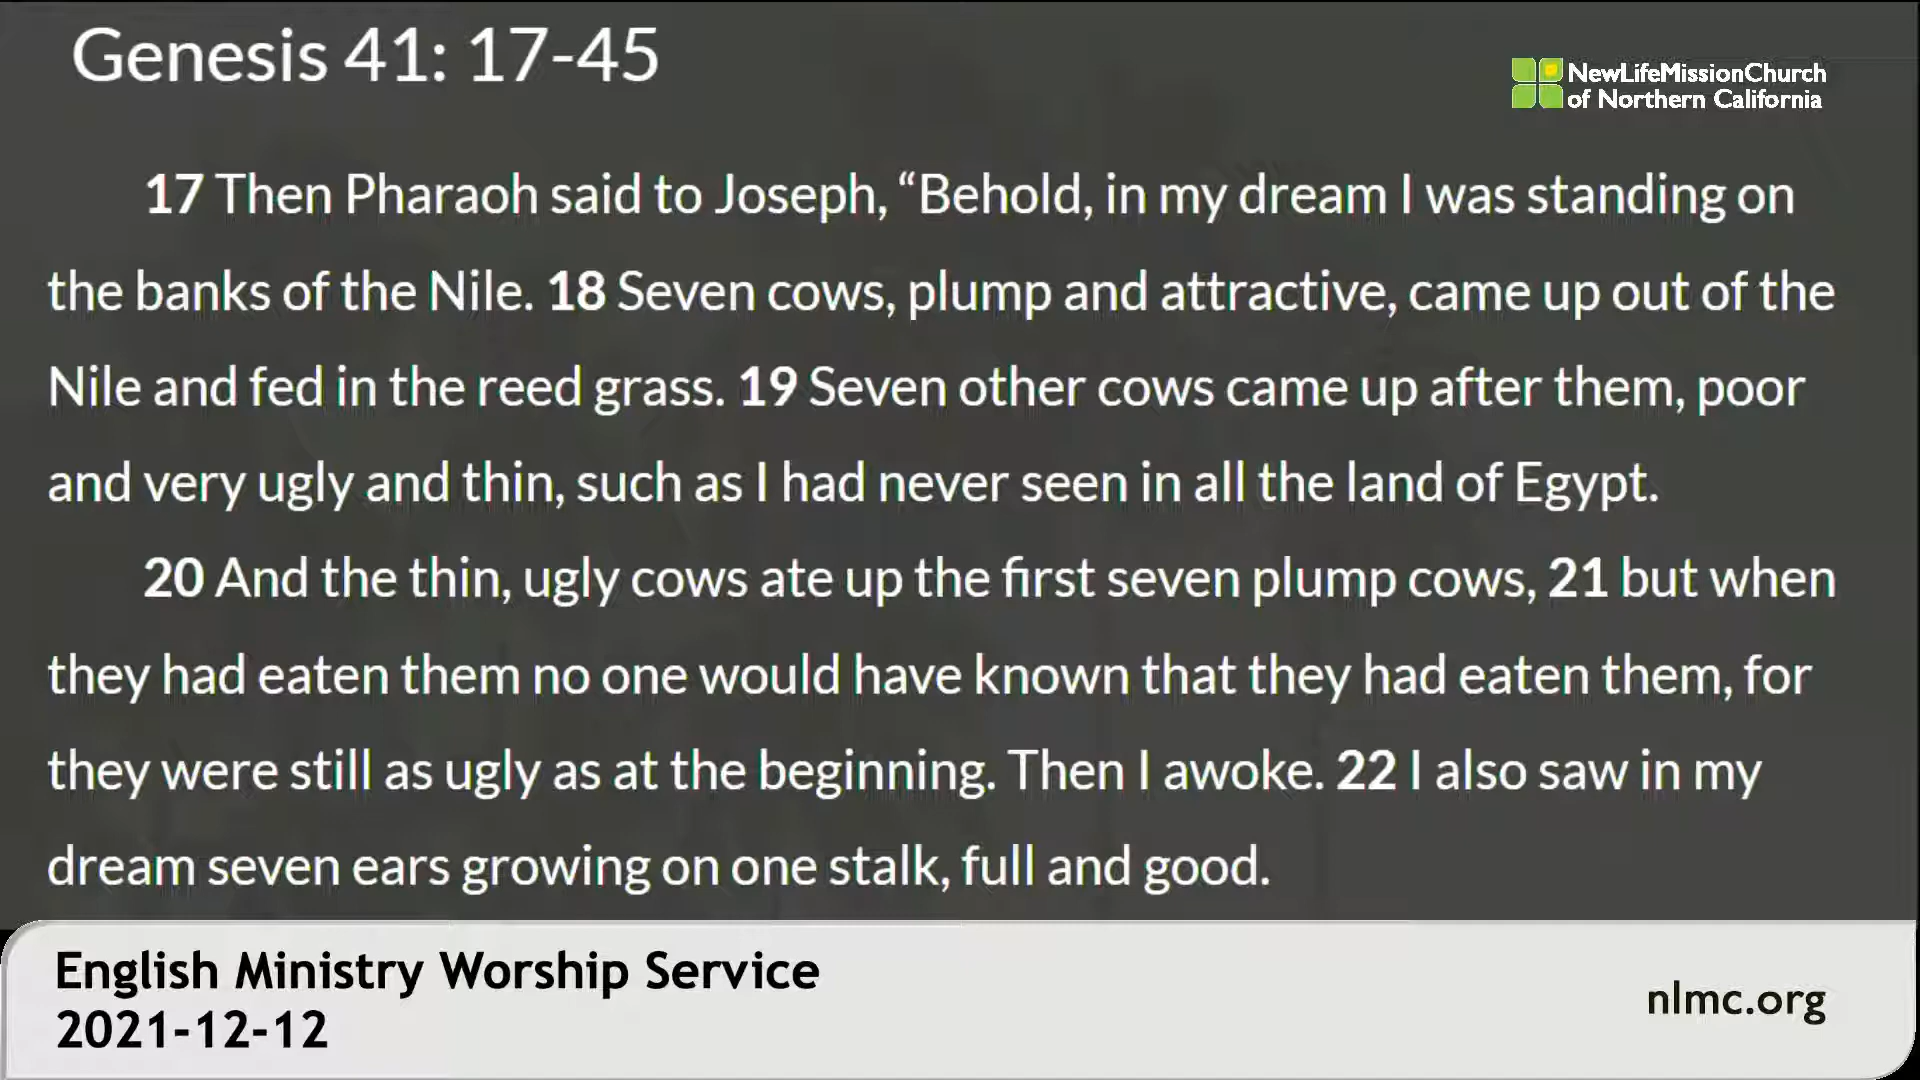 Genesis 41: 17-45
NewLifeMissionChurch
of Northern California
17 Then Pharaoh said to Joseph, “Behold, in my dream I was standing on
the banks of the Nile. 18 Seven cows, plump and attractive, came up out of the
Nile and fed in the reed grass. 19 Seven other cows came up after them, poor
and very ugly and thin, such as I had never seen in all the land of Egypt.
20 And the thin, ugly cows ate up the first seven plump cows, 21 but when
they had eaten them no one would have known that they had eaten them, for
they were still as ugly as at the beginning. Then I awoke. 22 I also saw in my
dream seven ears growing on one stalk, full and good.
English Ministry Worship Service
2021-12-12
nlmc.org